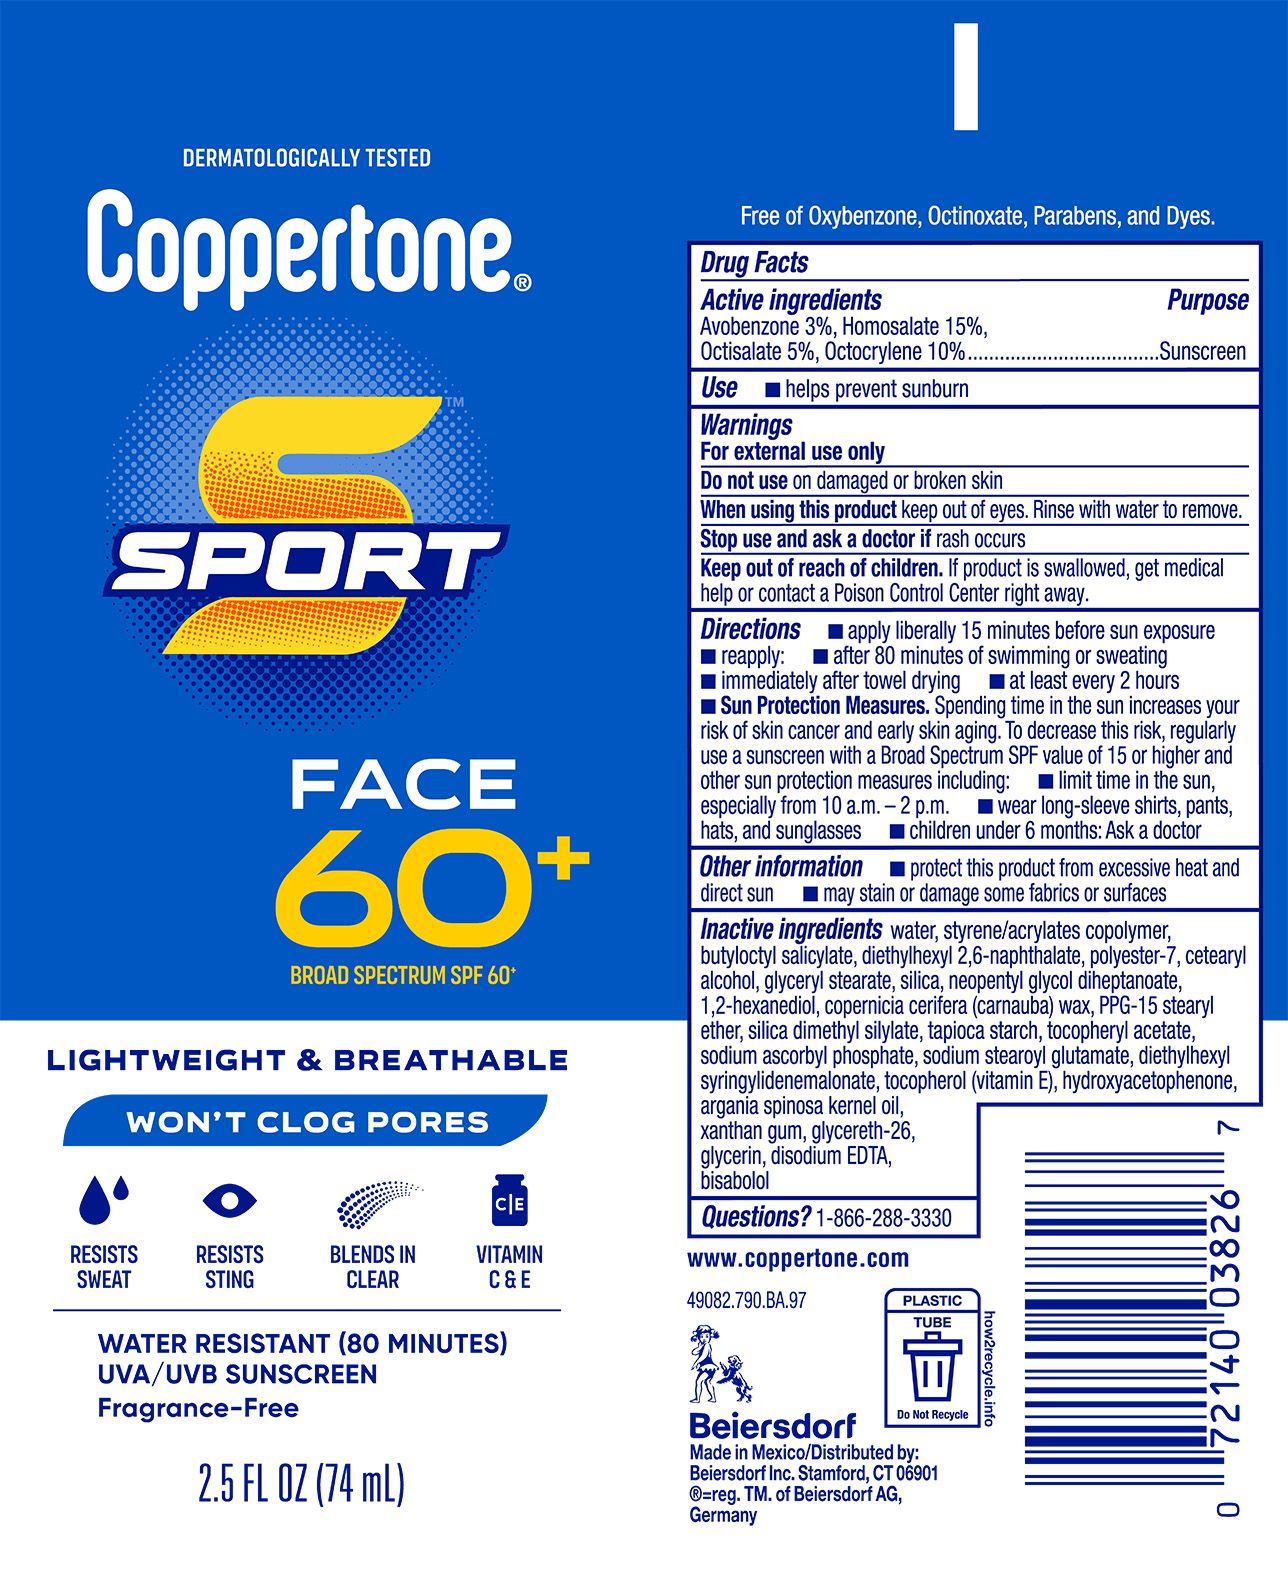 DERMATOLOGICALLY TESTED
Coppertone®
S™
SPORT
FACE
60+
BROAD SPECTRUM SPF 60+
LIGHTWEIGHT & BREATHABLE
WON'T CLOG PORES
RESISTS
SWEAT
RESISTS
STING
BLENDS IN
CLEAR
C|E
VITAMIN
C & E
WATER RESISTANT (80 MINUTES)
UVA/UVB SUNSCREEN
Fragrance-Free
2.5 FL OZ (74 mL)
Free of Oxybenzone, Octinoxate, Parabens, and Dyes.
Drug Facts
Active ingredients Purpose
Avobenzone 3%, Homosalate 15%,
Octisalate 5%, Octocrylene 10%....................................Sunscreen
Use ■ helps prevent sunburn
Warnings
For external use only
Do not use on damaged or broken skin
When using this product keep out of eyes. Rinse with water to remove.
Stop use and ask a doctor if rash occurs
Keep out of reach of children. If product is swallowed, get medical
help or contact a Poison Control Center right away.
Directions ■ apply liberally 15 minutes before sun exposure
■ reapply: ■ after 80 minutes of swimming or sweating
■ immediately after towel drying ■ at least every 2 hours
■ Sun Protection Measures. Spending time in the sun increases your
risk of skin cancer and early skin aging. To decrease this risk, regularly
use a sunscreen with a Broad Spectrum SPF value of 15 or higher and
other sun protection measures including: ■ limit time in the sun,
especially from 10 a.m. – 2 p.m. ■ wear long-sleeve shirts, pants,
hats, and sunglasses ■ children under 6 months: Ask a doctor
Other information ■ protect this product from excessive heat and
direct sun ■ may stain or damage some fabrics or surfaces
Inactive ingredients water, styrene/acrylates copolymer,
butyloctyl salicylate, diethylhexyl 2,6-naphthalate, polyester-7, cetearyl
alcohol, glyceryl stearate, silica, neopentyl glycol diheptanoate,
1,2-hexanediol, copernicia cerifera (carnauba) wax, PPG-15 stearyl
ether, silica dimethyl silylate, tapioca starch, tocopheryl acetate,
sodium ascorbyl phosphate, sodium stearoyl glutamate, diethylhexyl
syringylidenemalonate, tocopherol (vitamin E), hydroxyacetophenone,
argania spinosa kernel oil,
xanthan gum, glycereth-26,
glycerin, disodium EDTA,
bisabolol
Questions? 1-866-288-3330
www.coppertone.com
49082.790.BA.97
PLASTIC
TUBE
Do Not Recycle
how2recycle.info
Beiersdorf
Made in Mexico/Distributed by:
Beiersdorf Inc. Stamford, CT 06901
®=reg. TM. of Beiersdorf AG,
Germany
0 72140 03826 7